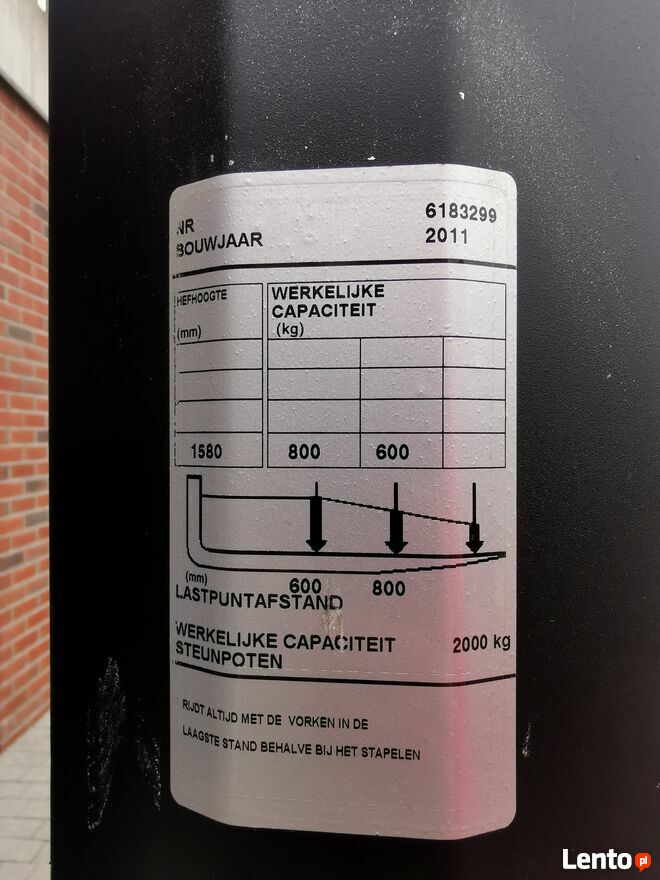 NR 6183299
BOUWJAAR 2011
HEFHOOGTE
(mm)
WERKELIJKE
CAPACITEIT
(kg)
1580 800 600
(mm) 600 800
LASTPUNTAFSTAND
WERKELIJKE CAPACITEIT 2000 kg
STEUNPOTEN
RIJDT ALTIJD MET DE VORKEN IN DE
LAAGSTE STAND BEHALVE BIJ HET STAPELEN
Lento.pl